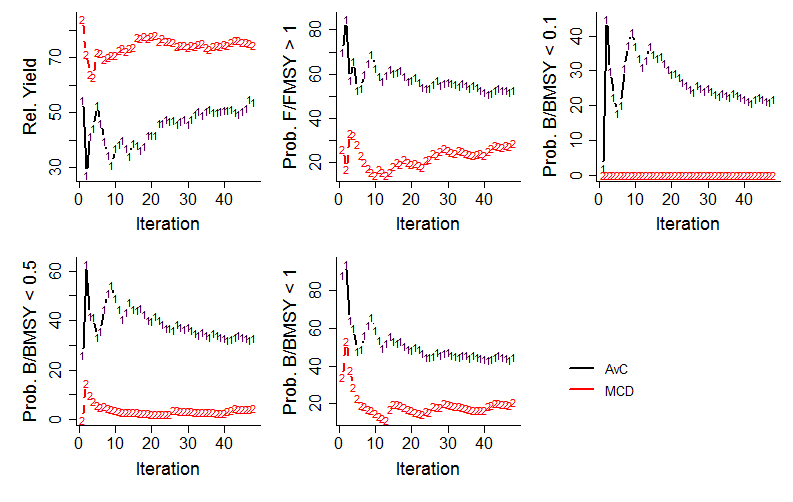 Rel. Yield
30 50 70
0 10 20 30 40
Iteration
Prob. F/FMSY > 1
20 40 60 80
0 10 20 30 40
Iteration
Prob. B/BMSY < 0.1
0 10 20 30 40
0 10 20 30 40
Iteration
Prob. B/BMSY < 0.5
0 20 40 60
0 10 20 30 40
Iteration
Prob. B/BMSY < 1
20 40 60 80
0 10 20 30 40
Iteration
AvC
MCD